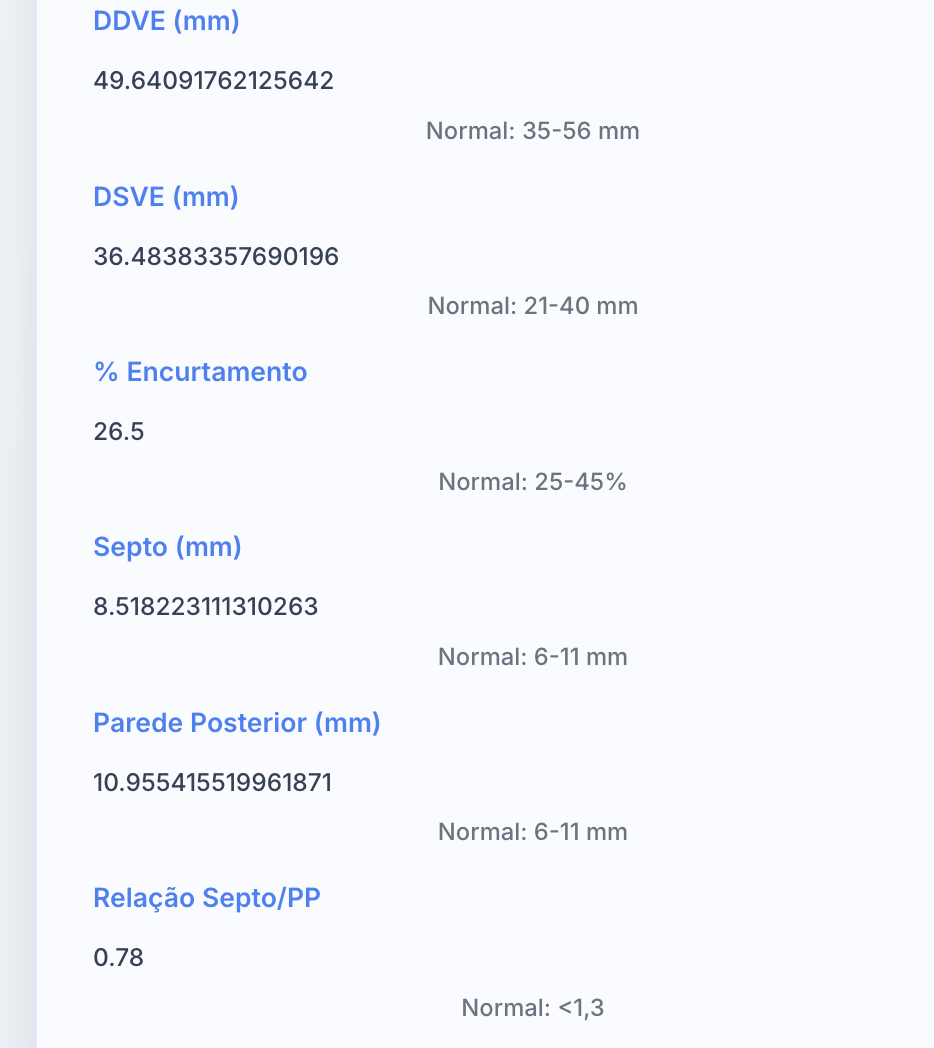 DDVE (mm)
49.64091762125642
Normal: 35-56 mm
DSVE (mm)
36.48383357690196
Normal: 21-40 mm
% Encurtamento
26.5
Normal: 25-45%
Septo (mm)
8.518223111310263
Normal: 6-11 mm
Parede Posterior (mm)
10.955415519961871
Normal: 6-11 mm
Relação Septo/PP
0.78
Normal: <1,3